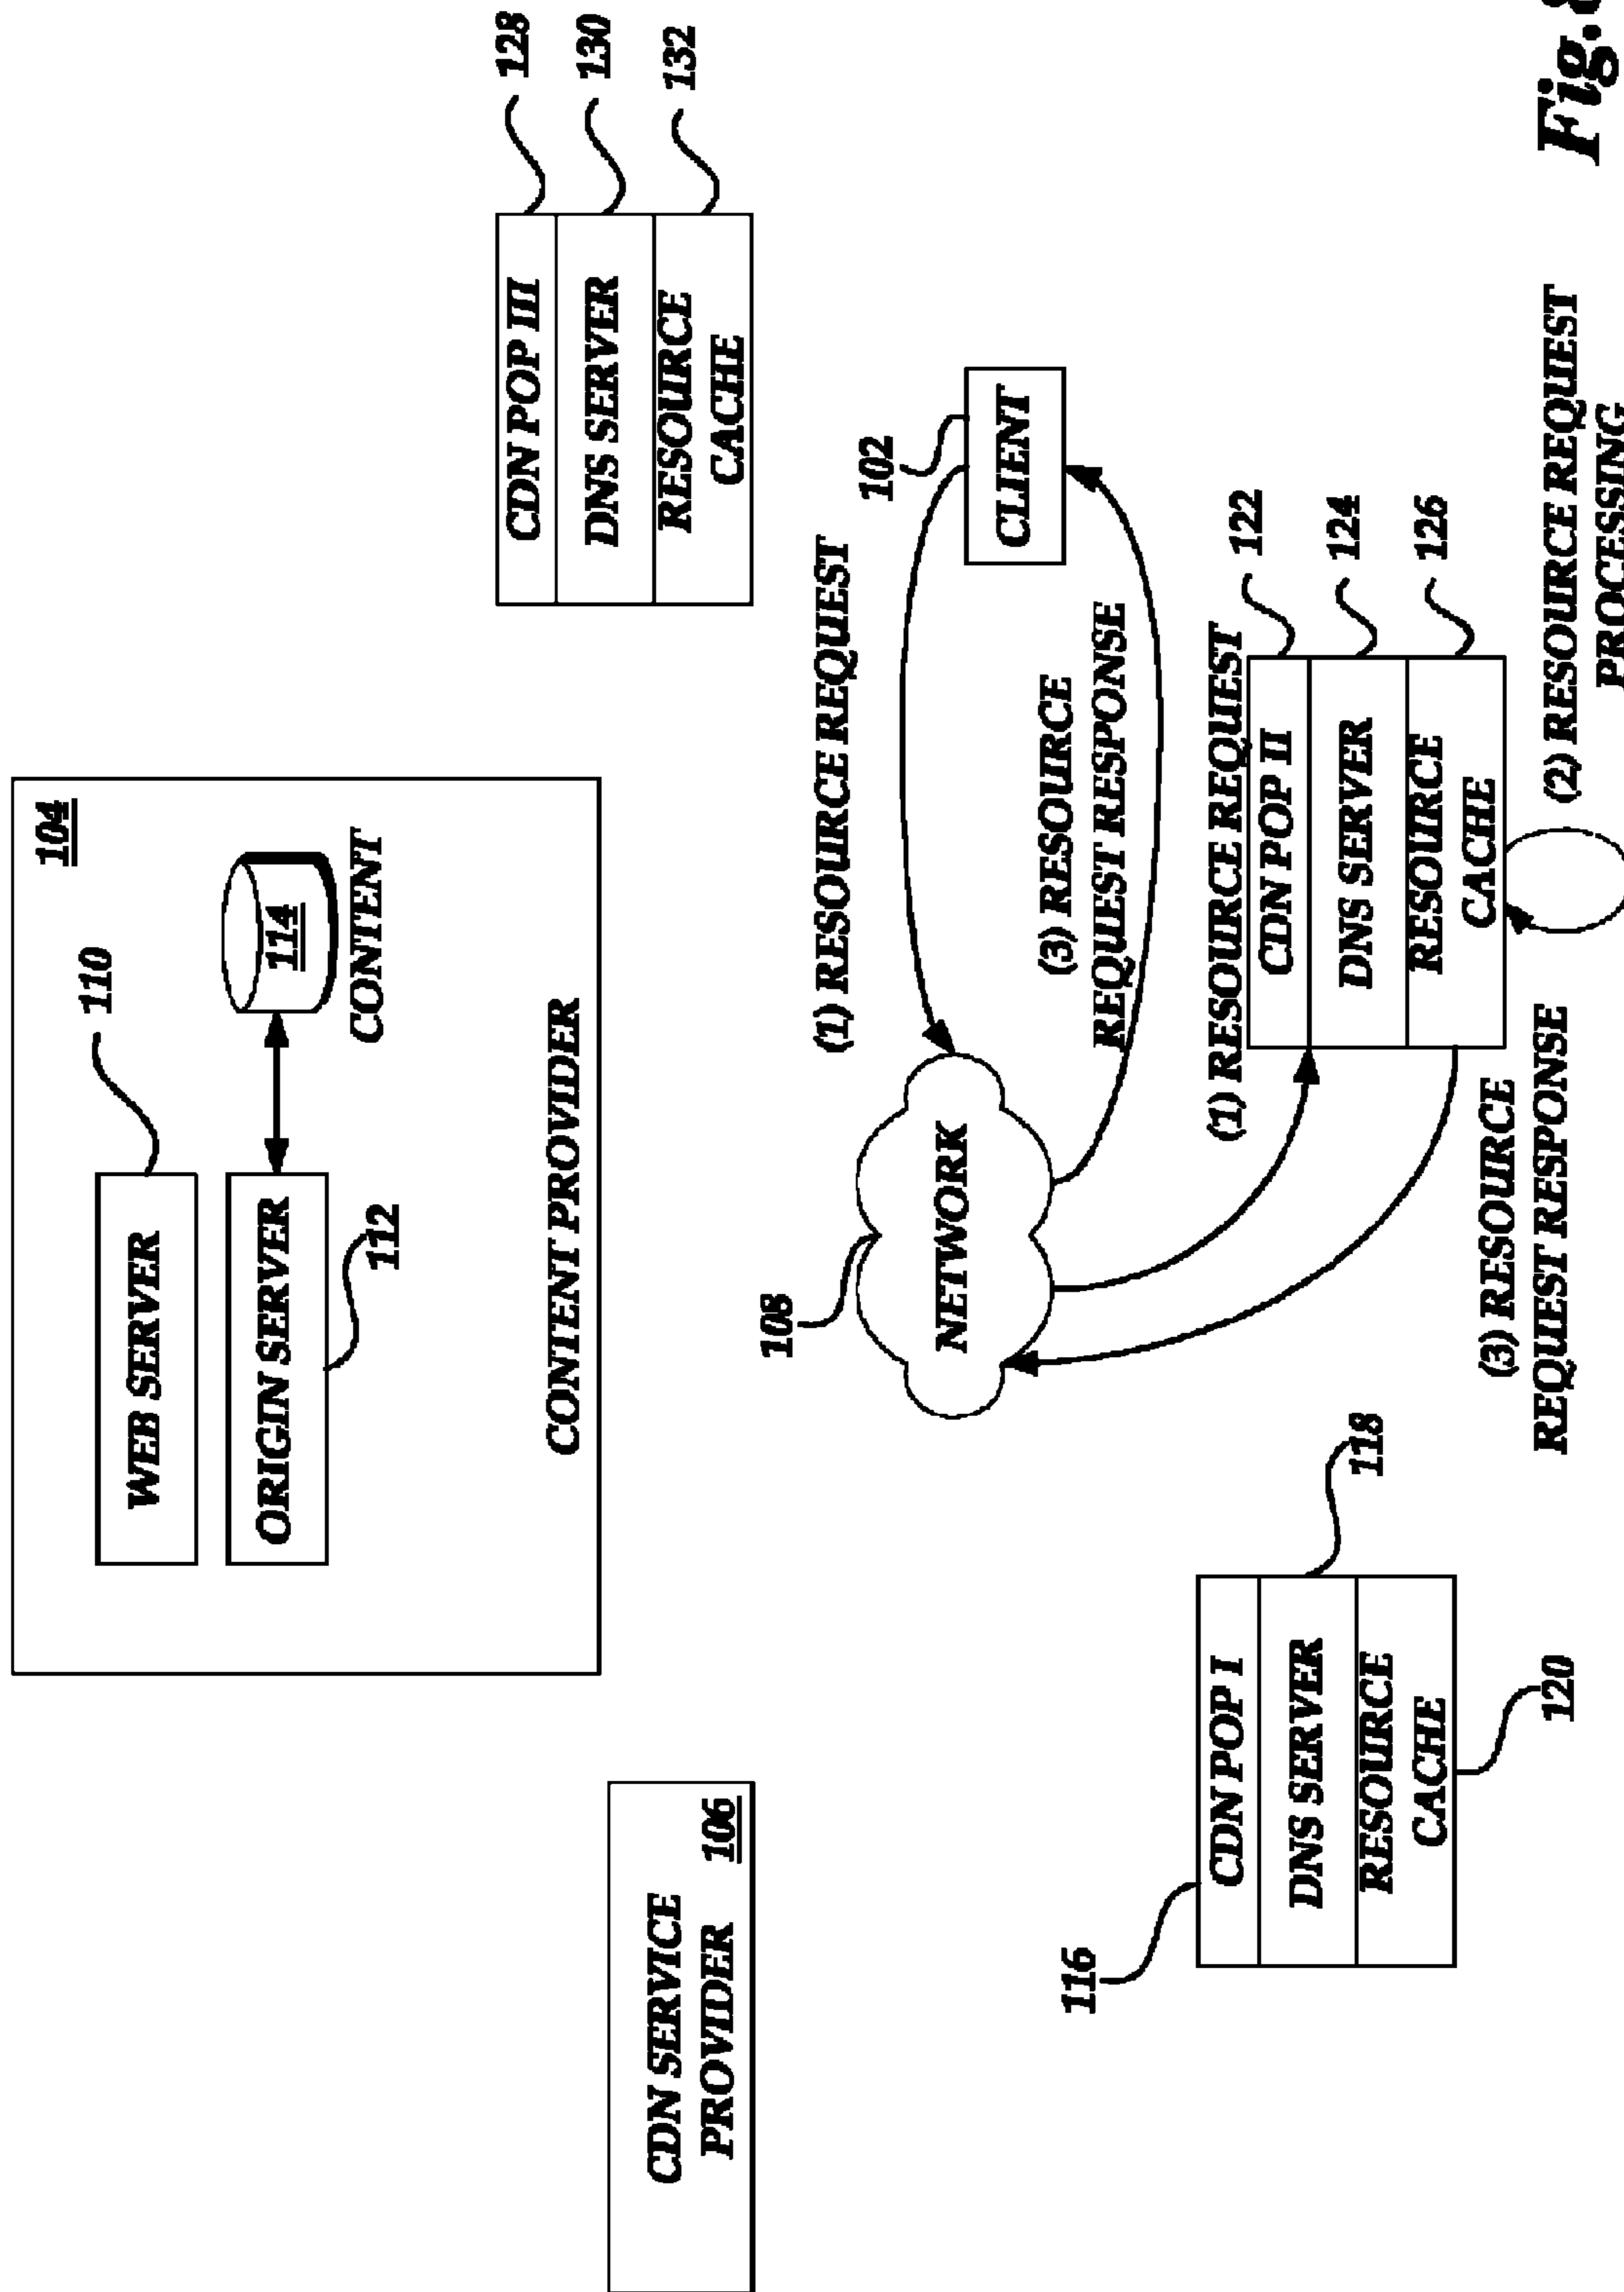 104
110
WEB SERVER
ORIGIN SERVER
112
114
CONTENT
CONTENT PROVIDER
CDN SERVICE
PROVIDER
106
128
CDN POP III
130
DNS SERVER
132
RESOURCE
CACHE
(1) RESOURCE REQUEST
102
CLIENT
108
NETWORK
(3) RESOURCE
REQUEST RESPONSE
(1) RESOURCE REQUEST
122
CDN POP II
124
DNS SERVER
126
RESOURCE
CACHE
116
CDN POP I
DNS SERVER
118
RESOURCE
CACHE
120
(3) RESOURCE
REQUEST RESPONSE
(2) RESOURCE REQUEST
PROCESSING
Fig.8